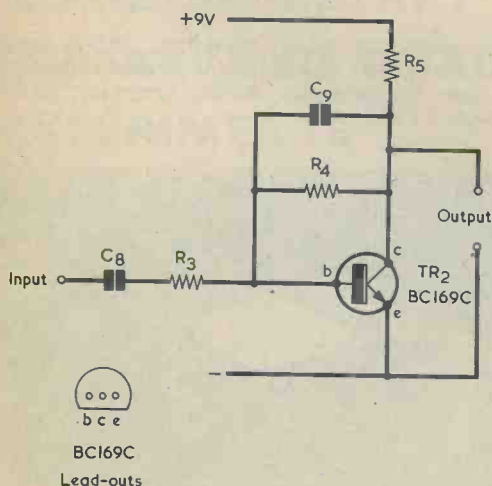 +9V
R5
C9
R4
Output
C8
R3
Input
b
c
TR2
BC169C
e
–
b c e
BC169C
Lead-outs